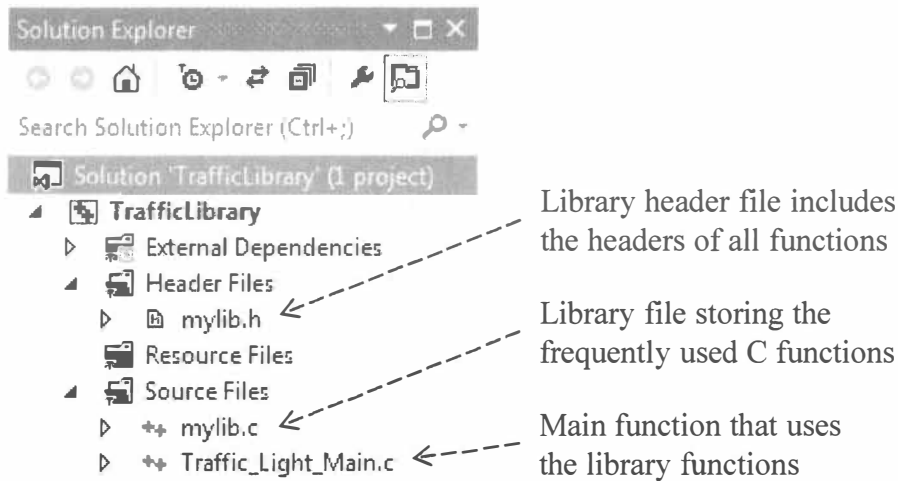 Solution Explorer
Search Solution Explorer (Ctrl+;)
Solution 'TrafficLibrary' (1 project)
TrafficLibrary
External Dependencies
Header Files
mylib.h
Resource Files
Source Files
mylib.c
Traffic_Light_Main.c
Library header file includes
the headers of all functions
Library file storing the
frequently used C functions
Main function that uses
the library functions